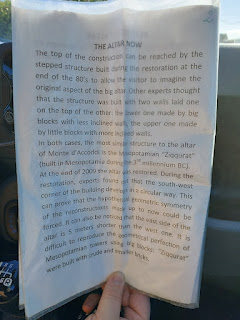 THE ALTAR NOW
The top of the construction can be reached by the
stepped structure built during the restoration at the
end of the 80's to allow the visitor to imagine the
original aspect of the big altar. Other experts thought
that the structure was built with two walls laid one
on the top of the other: the lower one made by big
blocks with less inclined walls, the upper one made
by little blocks with more inclined walls.
In both cases, the most similar structure to the altar
of Monte d'Accoddi is the Mesopotamian "Ziqqurat"
(built in Mesopotamia during the 3rd millennium BC).
At the end of 2000 the altar was restored. During the
restoration, experts found that the south-west
corner of the building develops in a circular way. This
can prove that the hypothetical geometric symmetry
of the reconstructions made up to now could be
forced. It can also be noticed that the east side of the
altar is 5 meters shorter than the west one. It is
difficult to reproduce the geometrical perfection of
Mesopotamian towers using big blocks: "Ziqqurat"
were built with crude and smaller bricks.